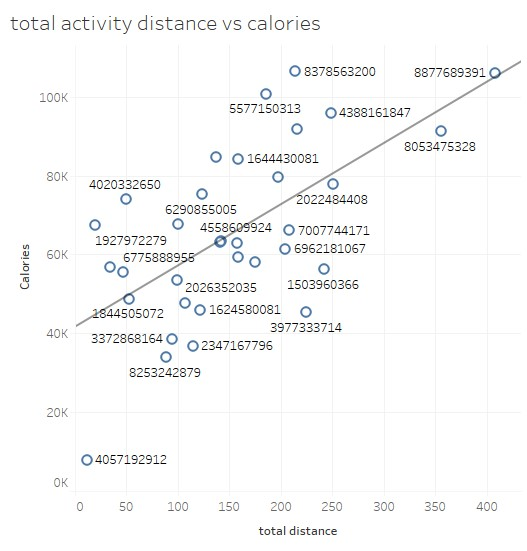 total activity distance vs calories
8378563200
8877689391
100K
5577150313
4388161847
8053475328
1644430081
80K
4020332650
2022484408
6290855005
4558609924
7007744171
1927972279
6962181067
60K
6775888955
Calories
2026352035
1503960366
1844505072
1624580081
3977333714
40K
3372868164
2347167796
8253242879
20K
4057192912
0K
0 50 100 150 200 250 300 350 400
total distance